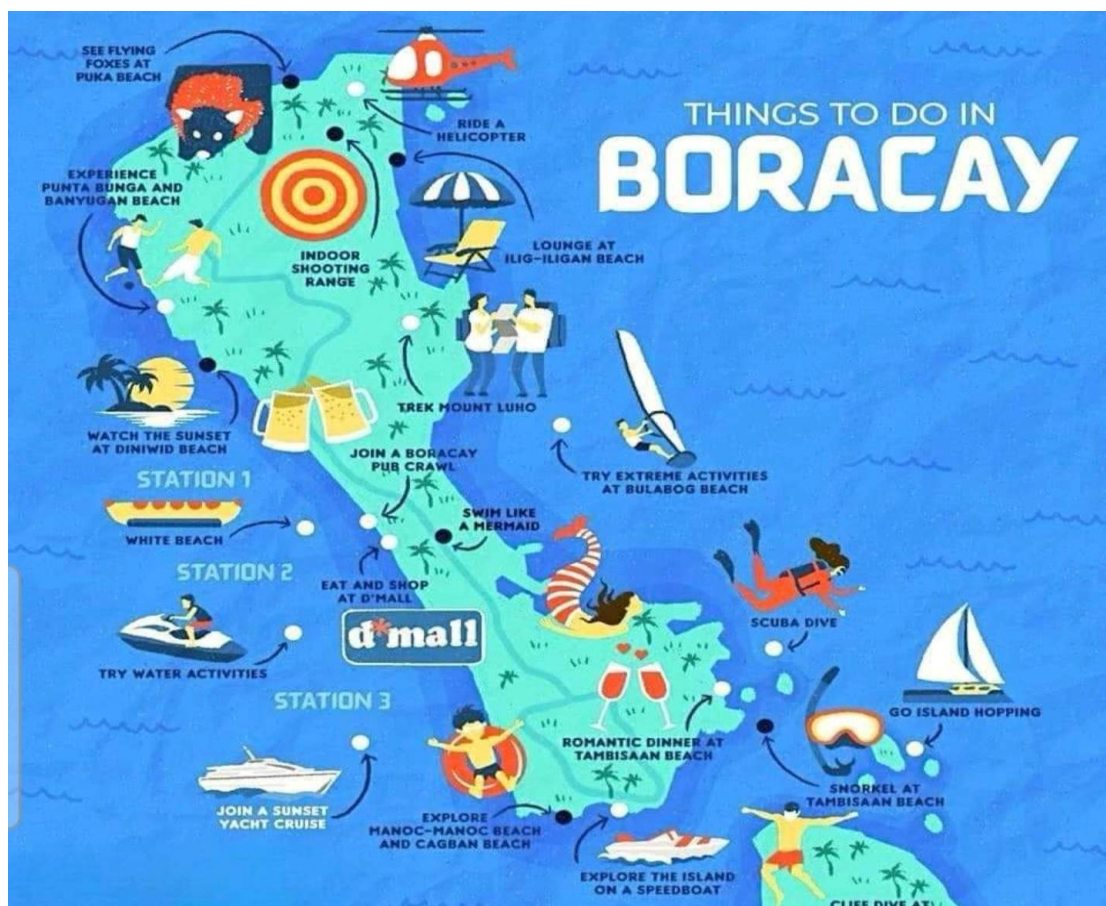 THINGS TO DO IN
BORACAY
SEE FLYING
FOXES AT
PUKA BEACH
RIDE A
HELICOPTER
EXPERIENCE
PUNTA BUNGA AND
BANYUGAN BEACH
INDOOR
SHOOTING
RANGE
LOUNGE AT
ILIG-ILIGAN BEACH
TREK MOUNT LUHO
WATCH THE SUNSET
AT DINIWID BEACH
JOIN A BORACAY
PUB CRAWL
TRY EXTREME ACTIVITIES
AT BULABOG BEACH
STATION 1
WHITE BEACH
SWIM LIKE
A MERMAID
STATION 2
EAT AND SHOP
AT D'MALL
d*mall
SCUBA DIVE
TRY WATER ACTIVITIES
STATION 3
GO ISLAND HOPPING
ROMANTIC DINNER AT
TAMBISAAN BEACH
SNORKEL AT
TAMBISAAN BEACH
JOIN A SUNSET
YACHT CRUISE
EXPLORE
MANOC-MANOC BEACH
AND CAGBAN BEACH
EXPLORE THE ISLAND
ON A SPEEDBOAT
CLIFF DIVE AT